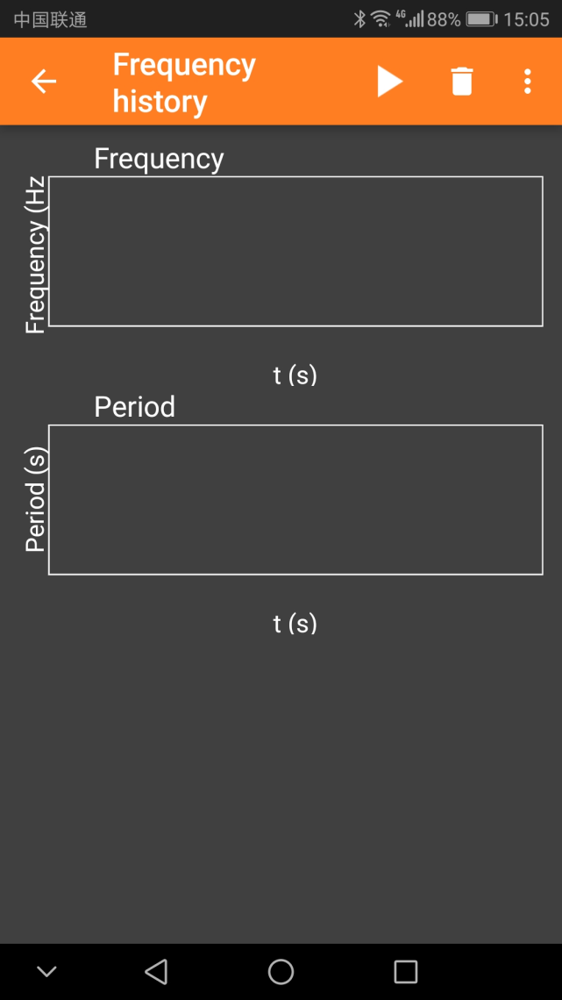 中国联通 4G 88% 15:05
Frequency
history
Frequency
Frequency (Hz
t (s)
Period
Period (s)
t (s)